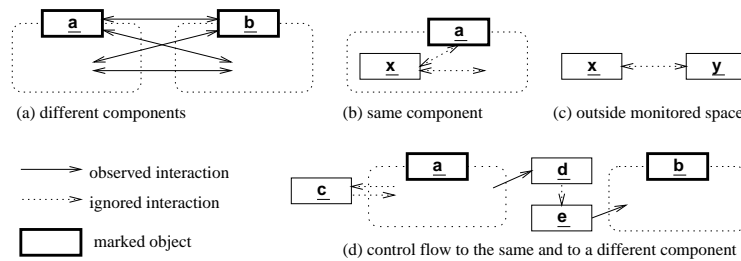 a
b
(a) different components
a
x
(b) same component
x
y
(c) outside monitored space
observed interaction
ignored interaction
marked object
c
a
d
e
b
(d) control flow to the same and to a different component